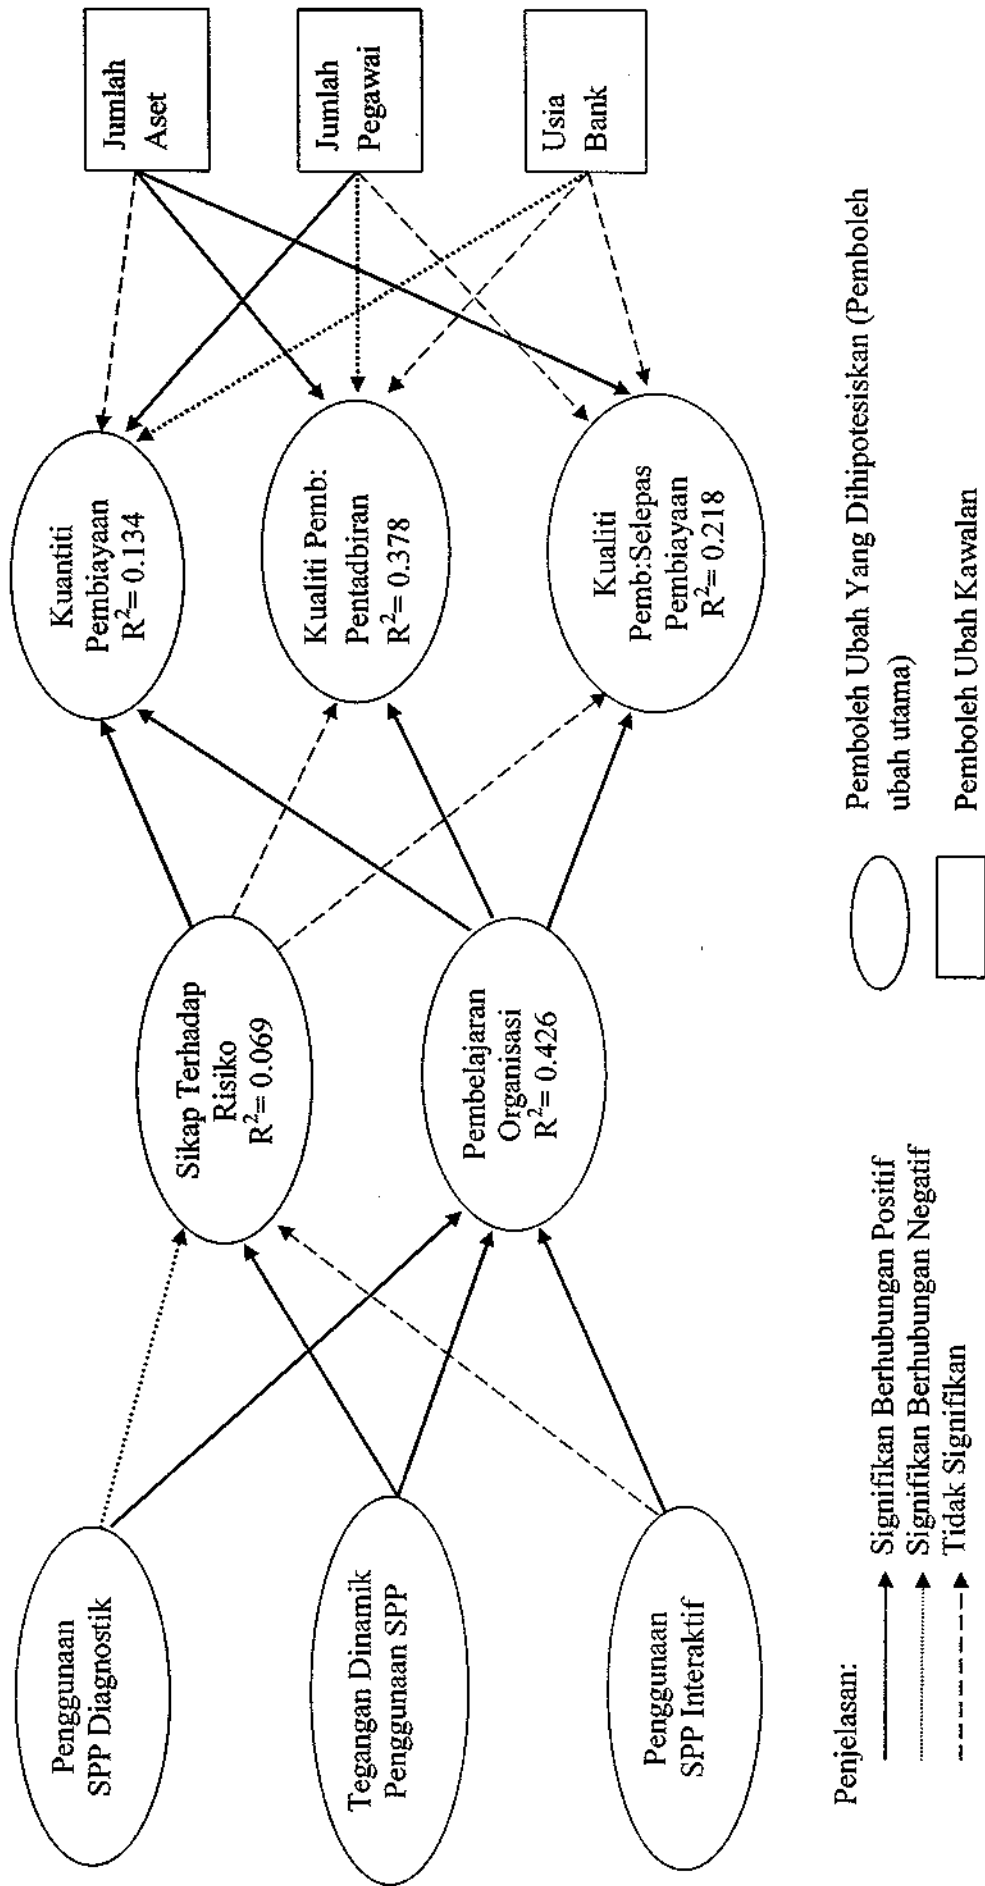 Penggunaan
SPP Diagnostik
Tegangan Dinamik
Penggunaan SPP
Penggunaan
SPP Interaktif
Sikap Terhadap
Risiko
R²= 0.069
Pembelajaran
Organisasi
R²= 0.426
Kuantiti
Pembiayaan
R²= 0.134
Kualiti Pemb:
Pentadbiran
R²= 0.378
Kualiti
Pemb:Selepas
Pembiayaan
R²= 0.218
Jumlah
Aset
Jumlah
Pegawai
Usia
Bank
Penjelasan:
Signifikan Berhubungan Positif
Signifikan Berhubungan Negatif
Tidak Signifikan
Pemboleh Ubah Yang Dihipotesiskan (Pemboleh
ubah utama)
Pemboleh Ubah Kawalan